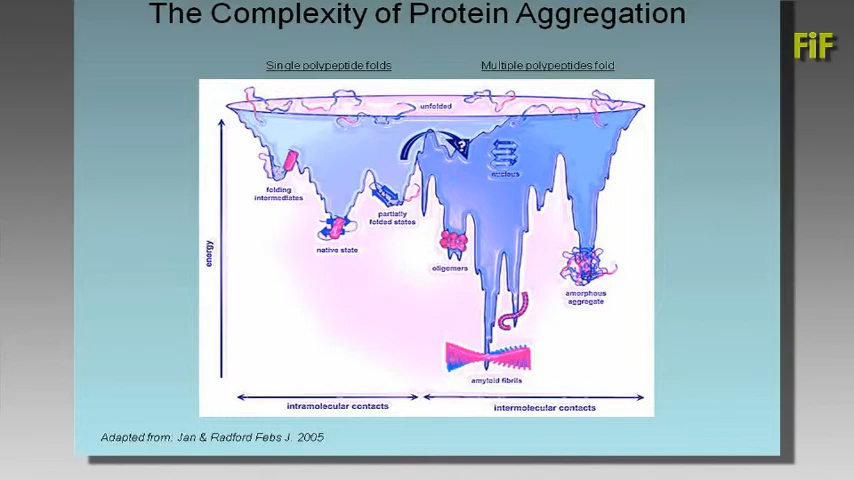 The Complexity of Protein Aggregation
FiF
Single polypeptide folds
Multiple polypeptides fold
unfolded
?
nucleus
folding
intermediates
partially
folded states
native state
energy
oligomers
amorphous
aggregate
amyloid fibrils
intramolecular contacts
intermolecular contacts
Adapted from: Jan & Radford Febs J. 2005